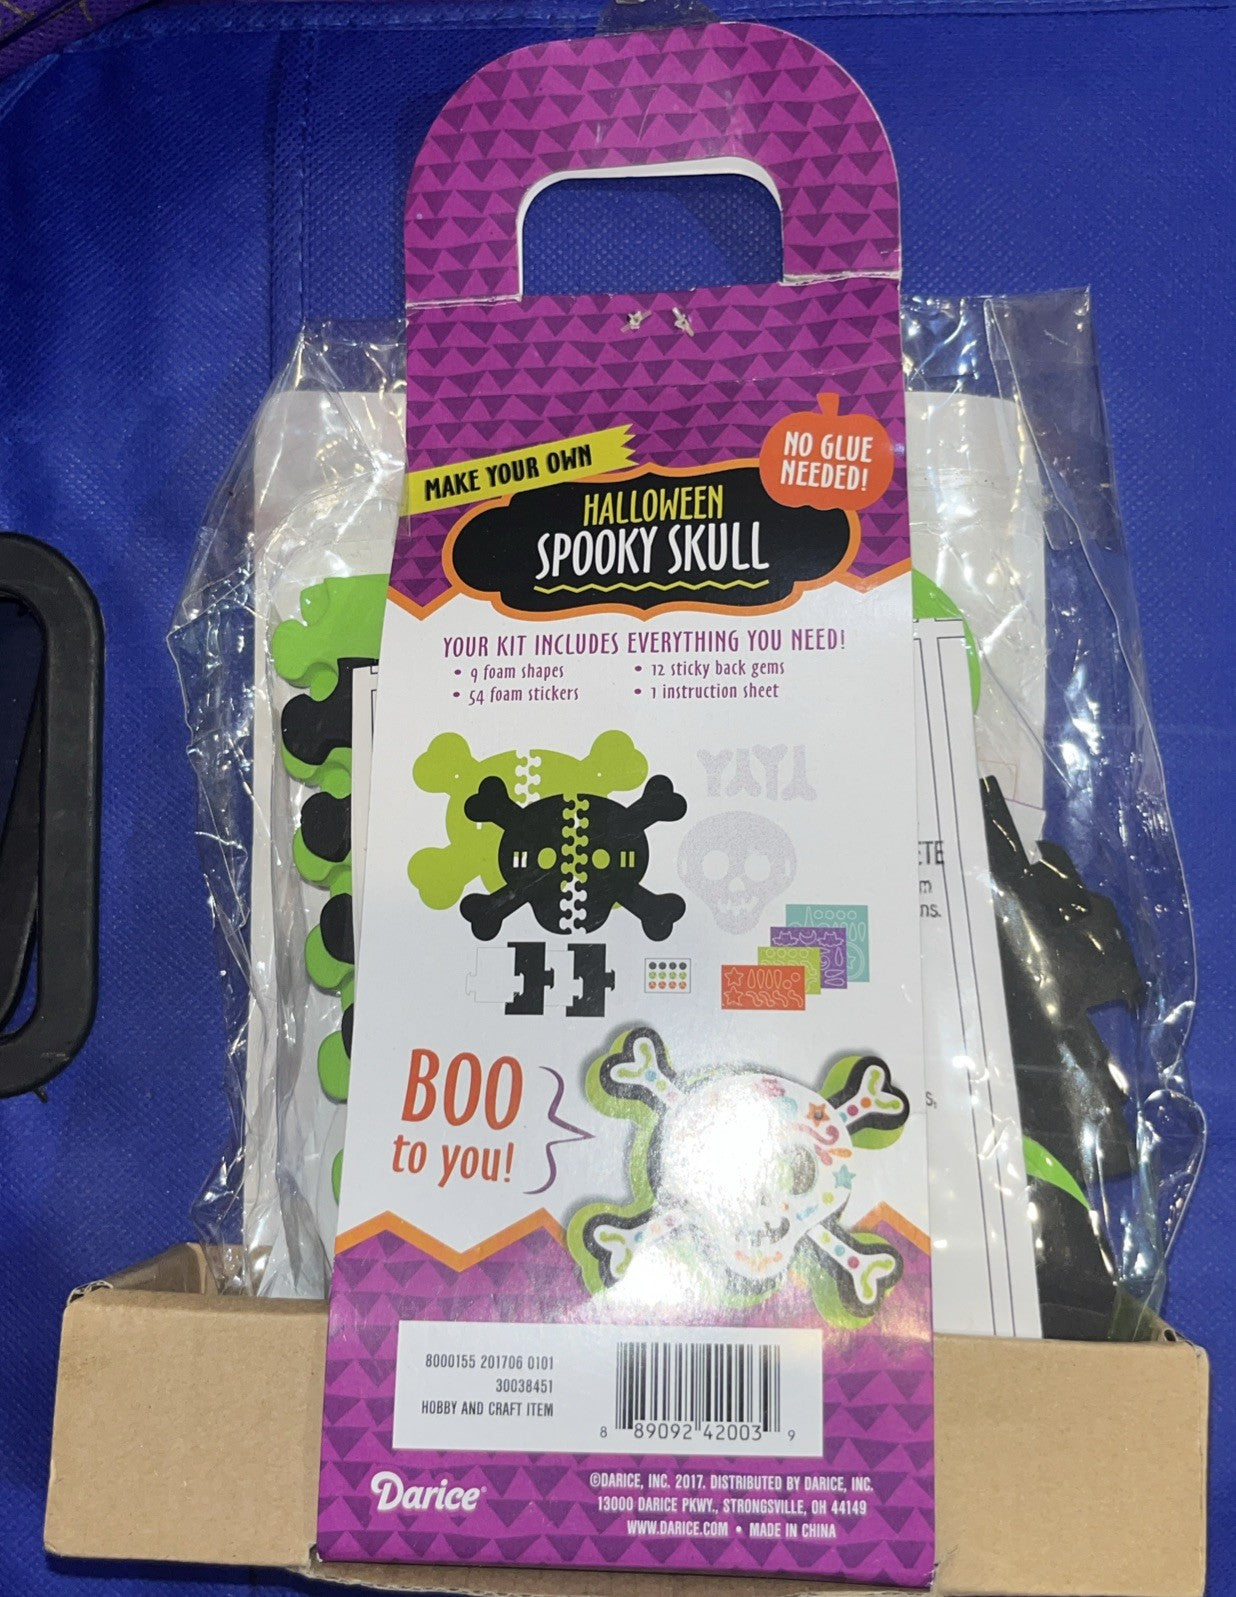 MAKE YOUR OWN
NO GLUE
NEEDED!
HALLOWEEN
SPOOKY SKULL
YOUR KIT INCLUDES EVERYTHING YOU NEED!
• 9 foam shapes
• 54 foam stickers
• 12 sticky back gems
• 1 instruction sheet
BOO
to you!
8000155 201706 0101
30038451
HOBBY AND CRAFT ITEM
8 89092 42003 9
Darice
©DARICE, INC. 2017. DISTRIBUTED BY DARICE, INC.
13000 DARICE PKWY., STRONGSVILLE, OH 44149
WWW.DARICE.COM • MADE IN CHINA